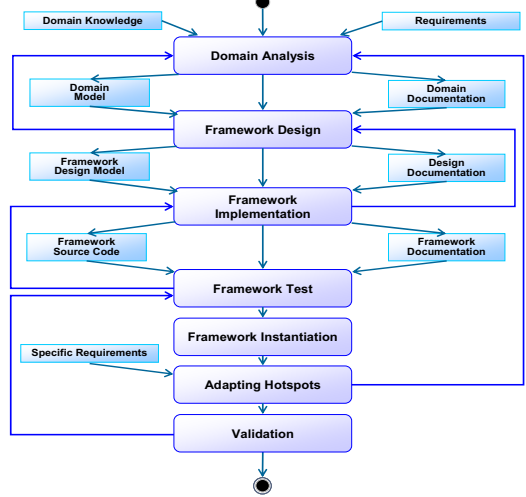 Domain Knowledge
Requirements
Domain Analysis
Domain
Model
Domain
Documentation
Framework Design
Framework
Design Model
Design
Documentation
Framework
Implementation
Framework
Source Code
Framework
Documentation
Framework Test
Framework Instantiation
Specific Requirements
Adapting Hotspots
Validation